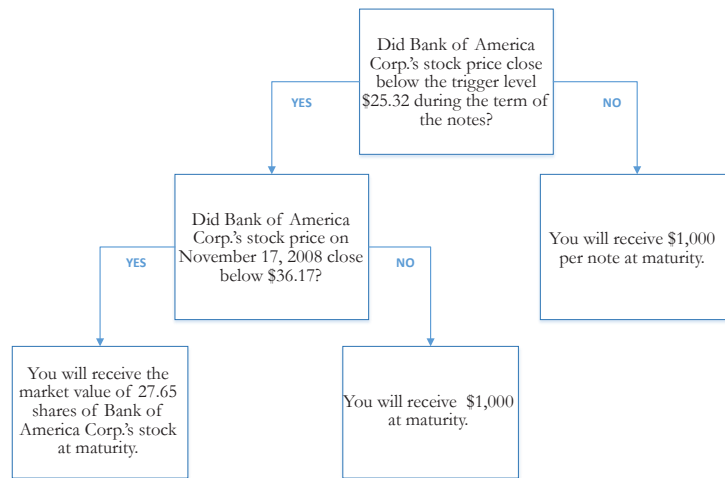 Did Bank of America
Corp.'s stock price close
below the trigger level
$25.32 during the term of
the notes?
YES
NO
Did Bank of America
Corp.'s stock price on
November 17, 2008 close
below $36.17?
You will receive $1,000
per note at maturity.
YES
NO
You will receive the
market value of 27.65
shares of Bank of
America Corp.'s stock
at maturity.
You will receive $1,000
at maturity.